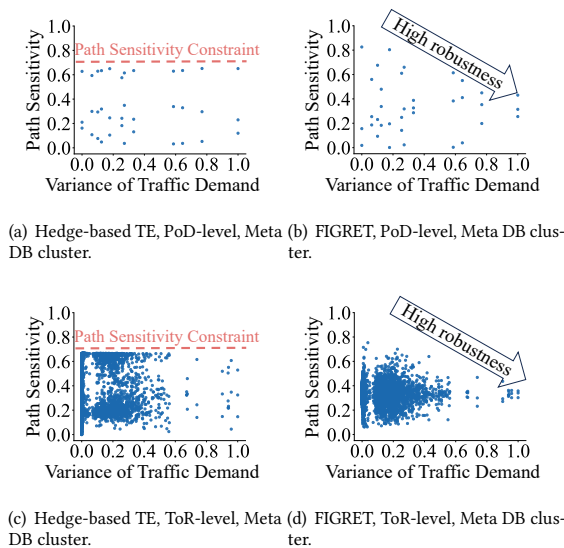 1.0
Path Sensitivity Constraint
0.8
0.6
0.4
0.2
0.0
Path Sensitivity
0.0 0.2 0.4 0.6 0.8 1.0
Variance of Traffic Demand
(a) Hedge-based TE, PoD-level, Meta
DB cluster.
1.0
0.8
0.6
0.4
0.2
0.0
Path Sensitivity
High robustness
0.0 0.2 0.4 0.6 0.8 1.0
Variance of Traffic Demand
(b) FIGRET, PoD-level, Meta DB clus-
ter.
1.0
Path Sensitivity Constraint
0.8
0.6
0.4
0.2
0.0
Path Sensitivity
0.0 0.2 0.4 0.6 0.8 1.0
Variance of Traffic Demand
(c) Hedge-based TE, ToR-level, Meta
DB cluster.
1.0
0.8
0.6
0.4
0.2
0.0
Path Sensitivity
High robustness
0.0 0.2 0.4 0.6 0.8 1.0
Variance of Traffic Demand
(d) FIGRET, ToR-level, Meta DB clus-
ter.